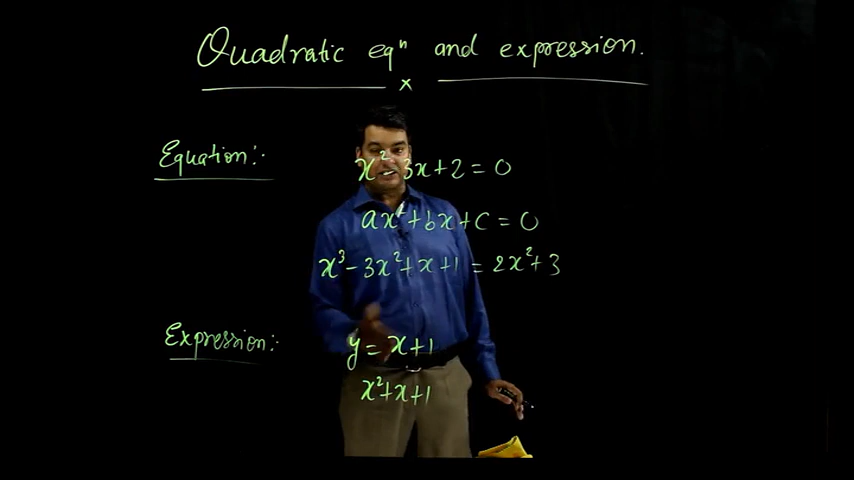 Quadratic eqⁿ and expression.
x
Equation:- x² - 3x + 2 = 0
ax² + bx + c = 0
x³ - 3x² + x + 1 = 2x² + 3
Expression:- y = x + 1
x² + x + 1